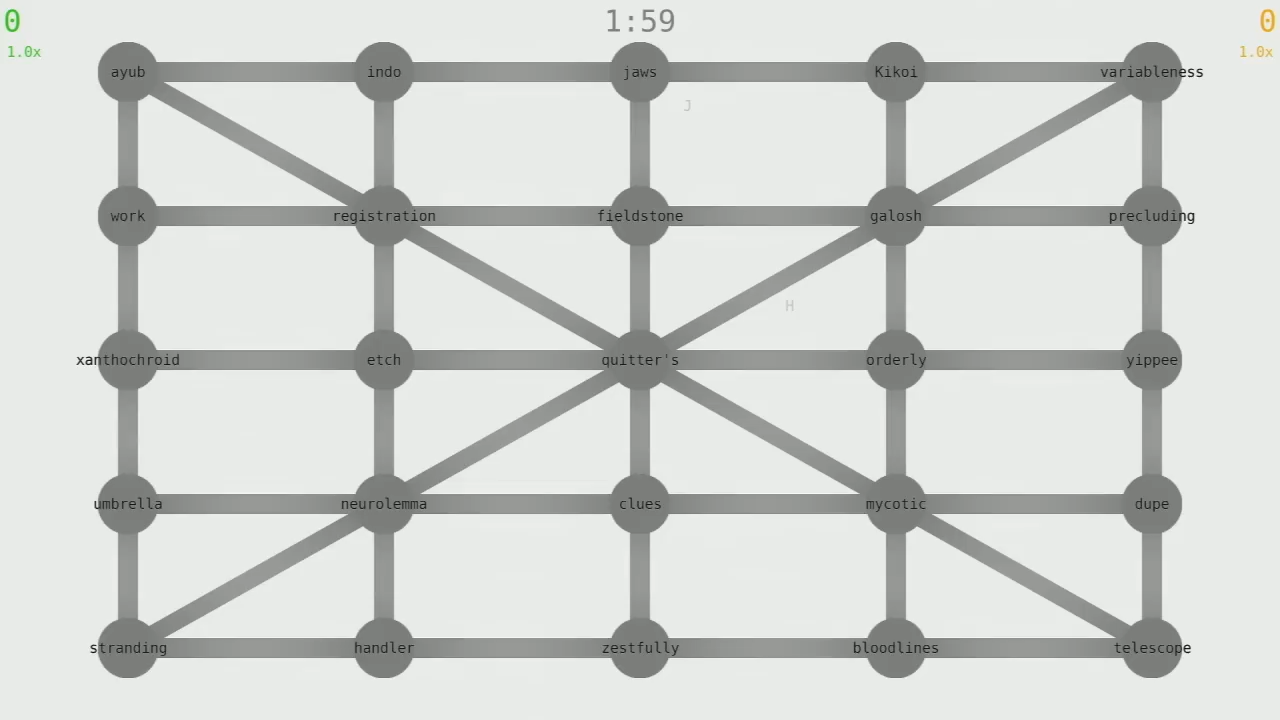 0 1:59 0
1.0x 1.0x
ayub indo jaws Kikoi variableness
J
work registration fieldstone galosh precluding
H
xanthochroid etch quitter's orderly yippee
umbrella neurolemma clues mycotic dupe
stranding handler zestfully bloodlines telescope